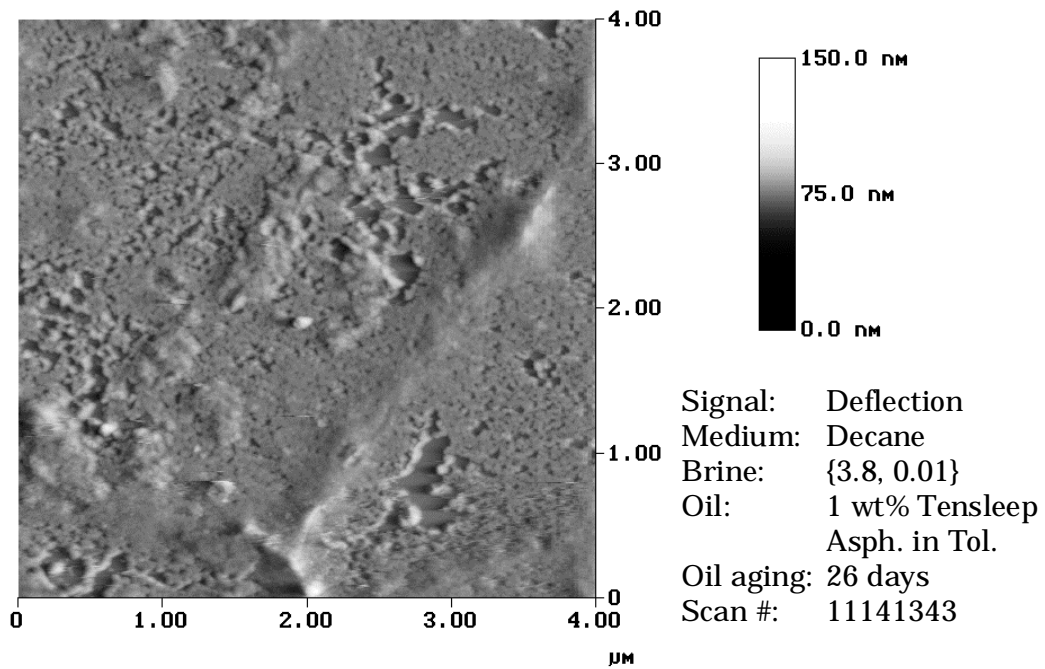 4.00
3.00
2.00
1.00
0
0 1.00 2.00 3.00 4.00
µM
150.0 nM
75.0 nM
0.0 nM
Signal: Deflection
Medium: Decane
Brine: {3.8, 0.01}
Oil: 1 wt% Tensleep
Asph. in Tol.
Oil aging: 26 days
Scan #: 11141343